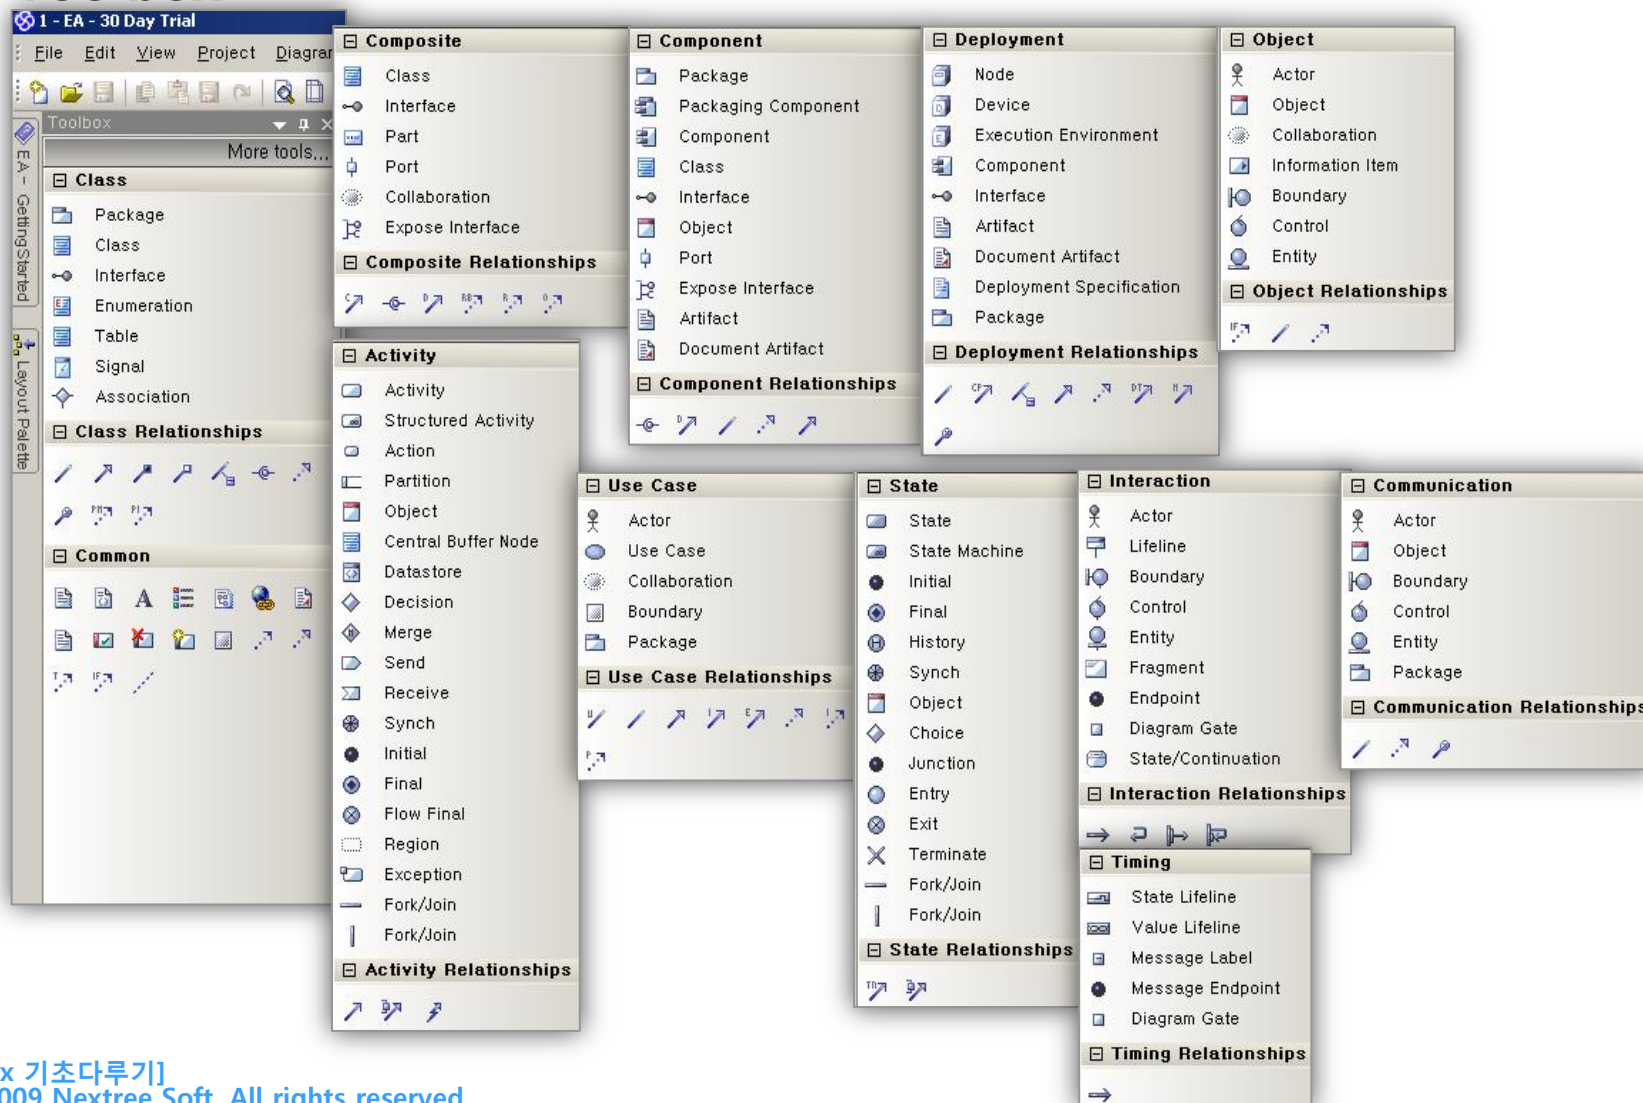 1 - EA - 30 Day Trial
File Edit View Project
Toolbox
More tools...
EA - Getting Started
Layout Palette
Class
Package
Class
Interface
Enumeration
Table
Signal
Association
Class Relationships
Common
Composite
Class
Interface
Part
Port
Collaboration
Expose Interface
Composite Relationships
Activity
Activity
Structured Activity
Action
Partition
Object
Central Buffer Node
Datastore
Decision
Merge
Send
Receive
Synch
Initial
Final
Flow Final
Region
Exception
Fork/Join
Fork/Join
Activity Relationships
Component
Package
Packaging Component
Component
Class
Interface
Object
Port
Expose Interface
Artifact
Document Artifact
Component Relationships
Deployment
Node
Device
Execution Environment
Component
Interface
Artifact
Document Artifact
Deployment Specification
Package
Deployment Relationships
Object
Actor
Object
Collaboration
Information Item
Boundary
Control
Entity
Object Relationships
Use Case
Actor
Use Case
Collaboration
Boundary
Package
Use Case Relationships
State
State
State Machine
Initial
Final
History
Synch
Object
Choice
Junction
Entry
Exit
Terminate
Fork/Join
Fork/Join
State Relationships
Interaction
Actor
Lifeline
Boundary
Control
Entity
Fragment
Endpoint
Diagram Gate
State/Continuation
Interaction Relationships
Communication
Actor
Object
Boundary
Control
Entity
Package
Communication Relationships
Timing
State Lifeline
Value Lifeline
Message Label
Message Endpoint
Diagram Gate
Timing Relationships
x 기초다루기]
009 Nextree Soft. All rights reserved